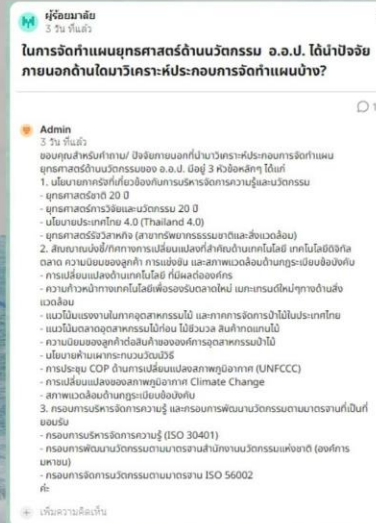 ผู้ร้อยมาลัย
3 วัน ที่แล้ว
ในการจัดทำแผนยุทธศาสตร์ด้านนวัตกรรม อ.อ.ป. ได้นำปัจจัย
ภายนอกด้านใดมาวิเคราะห์ประกอบการจัดทำแผนบ้าง?
1
Admin
3 วัน ที่แล้ว
ขอบคุณสำหรับคำถาม/ ปัจจัยภายนอกที่นำมาวิเคราะห์ประกอบการจัดทำแผน
ยุทธศาสตร์ด้านนวัตกรรมของ อ.อ.ป. มีอยู่ 3 หัวข้อหลักๆ ได้แก่
1. นโยบายภาครัฐที่เกี่ยวข้องกับการบริหารจัดการความรู้และนวัตกรรม
- ยุทธศาสตร์ชาติ 20 ปี
- ยุทธศาสตร์การวิจัยและนวัตกรรม 20 ปี
- นโยบายประเทศไทย 4.0 (Thailand 4.0)
- ยุทธศาสตร์รัฐวิสาหกิจ (สาขาทรัพยากรธรรมชาติและสิ่งแวดล้อม)
2. สัญญาณบ่งชี้/ทิศทางการเปลี่ยนแปลงที่สำคัญด้านเทคโนโลยี เทคโนโลยีดิจิทัล
ตลาด ความนิยมของลูกค้า การแข่งขัน และสภาพแวดล้อมด้านกฎระเบียบข้อบังคับ
- การเปลี่ยนแปลงด้านเทคโนโลยี ที่มีผลต่อองค์กร
- ความก้าวหน้าทางเทคโนโลยีเพื่อรองรับตลาดใหม่ เมกะเทรนด์ใหม่ๆทางด้านสิ่ง
แวดล้อม
- แนวโน้มแรงงานในภาคอุตสาหกรรมไม้ และภาคการจัดการป่าไม้ในประเทศไทย
- แนวโน้มตลาดอุตสาหกรรมไม้ท่อน ไม้ชีวมวล สินค้าทดแทนไม้
- ความนิยมของลูกค้าต่อสินค้าขององค์การอุตสาหกรรมป่าไม้
- นโยบายห้ามเผากระทบวนวัฒน์วิธี
- การประชุม COP ด้านการเปลี่ยนแปลงสภาพภูมิอากาศ (UNFCCC)
- การเปลี่ยนแปลงของสภาพภูมิอากาศ Climate Change
- สภาพแวดล้อมด้านกฎระเบียบข้อบังคับ
3. กรอบการบริหารจัดการความรู้ และกรอบการพัฒนานวัตกรรมตามมาตรฐานที่เป็นที่
ยอมรับ
- กรอบการบริหารจัดการความรู้ (ISO 30401)
- กรอบการพัฒนานวัตกรรมตามมาตรฐานสำนักงานนวัตกรรมแห่งชาติ (องค์การ
มหาชน)
- กรอบการจัดการนวัตกรรมตามมาตรฐาน ISO 56002
ค่ะ
เพิ่มความคิดเห็น